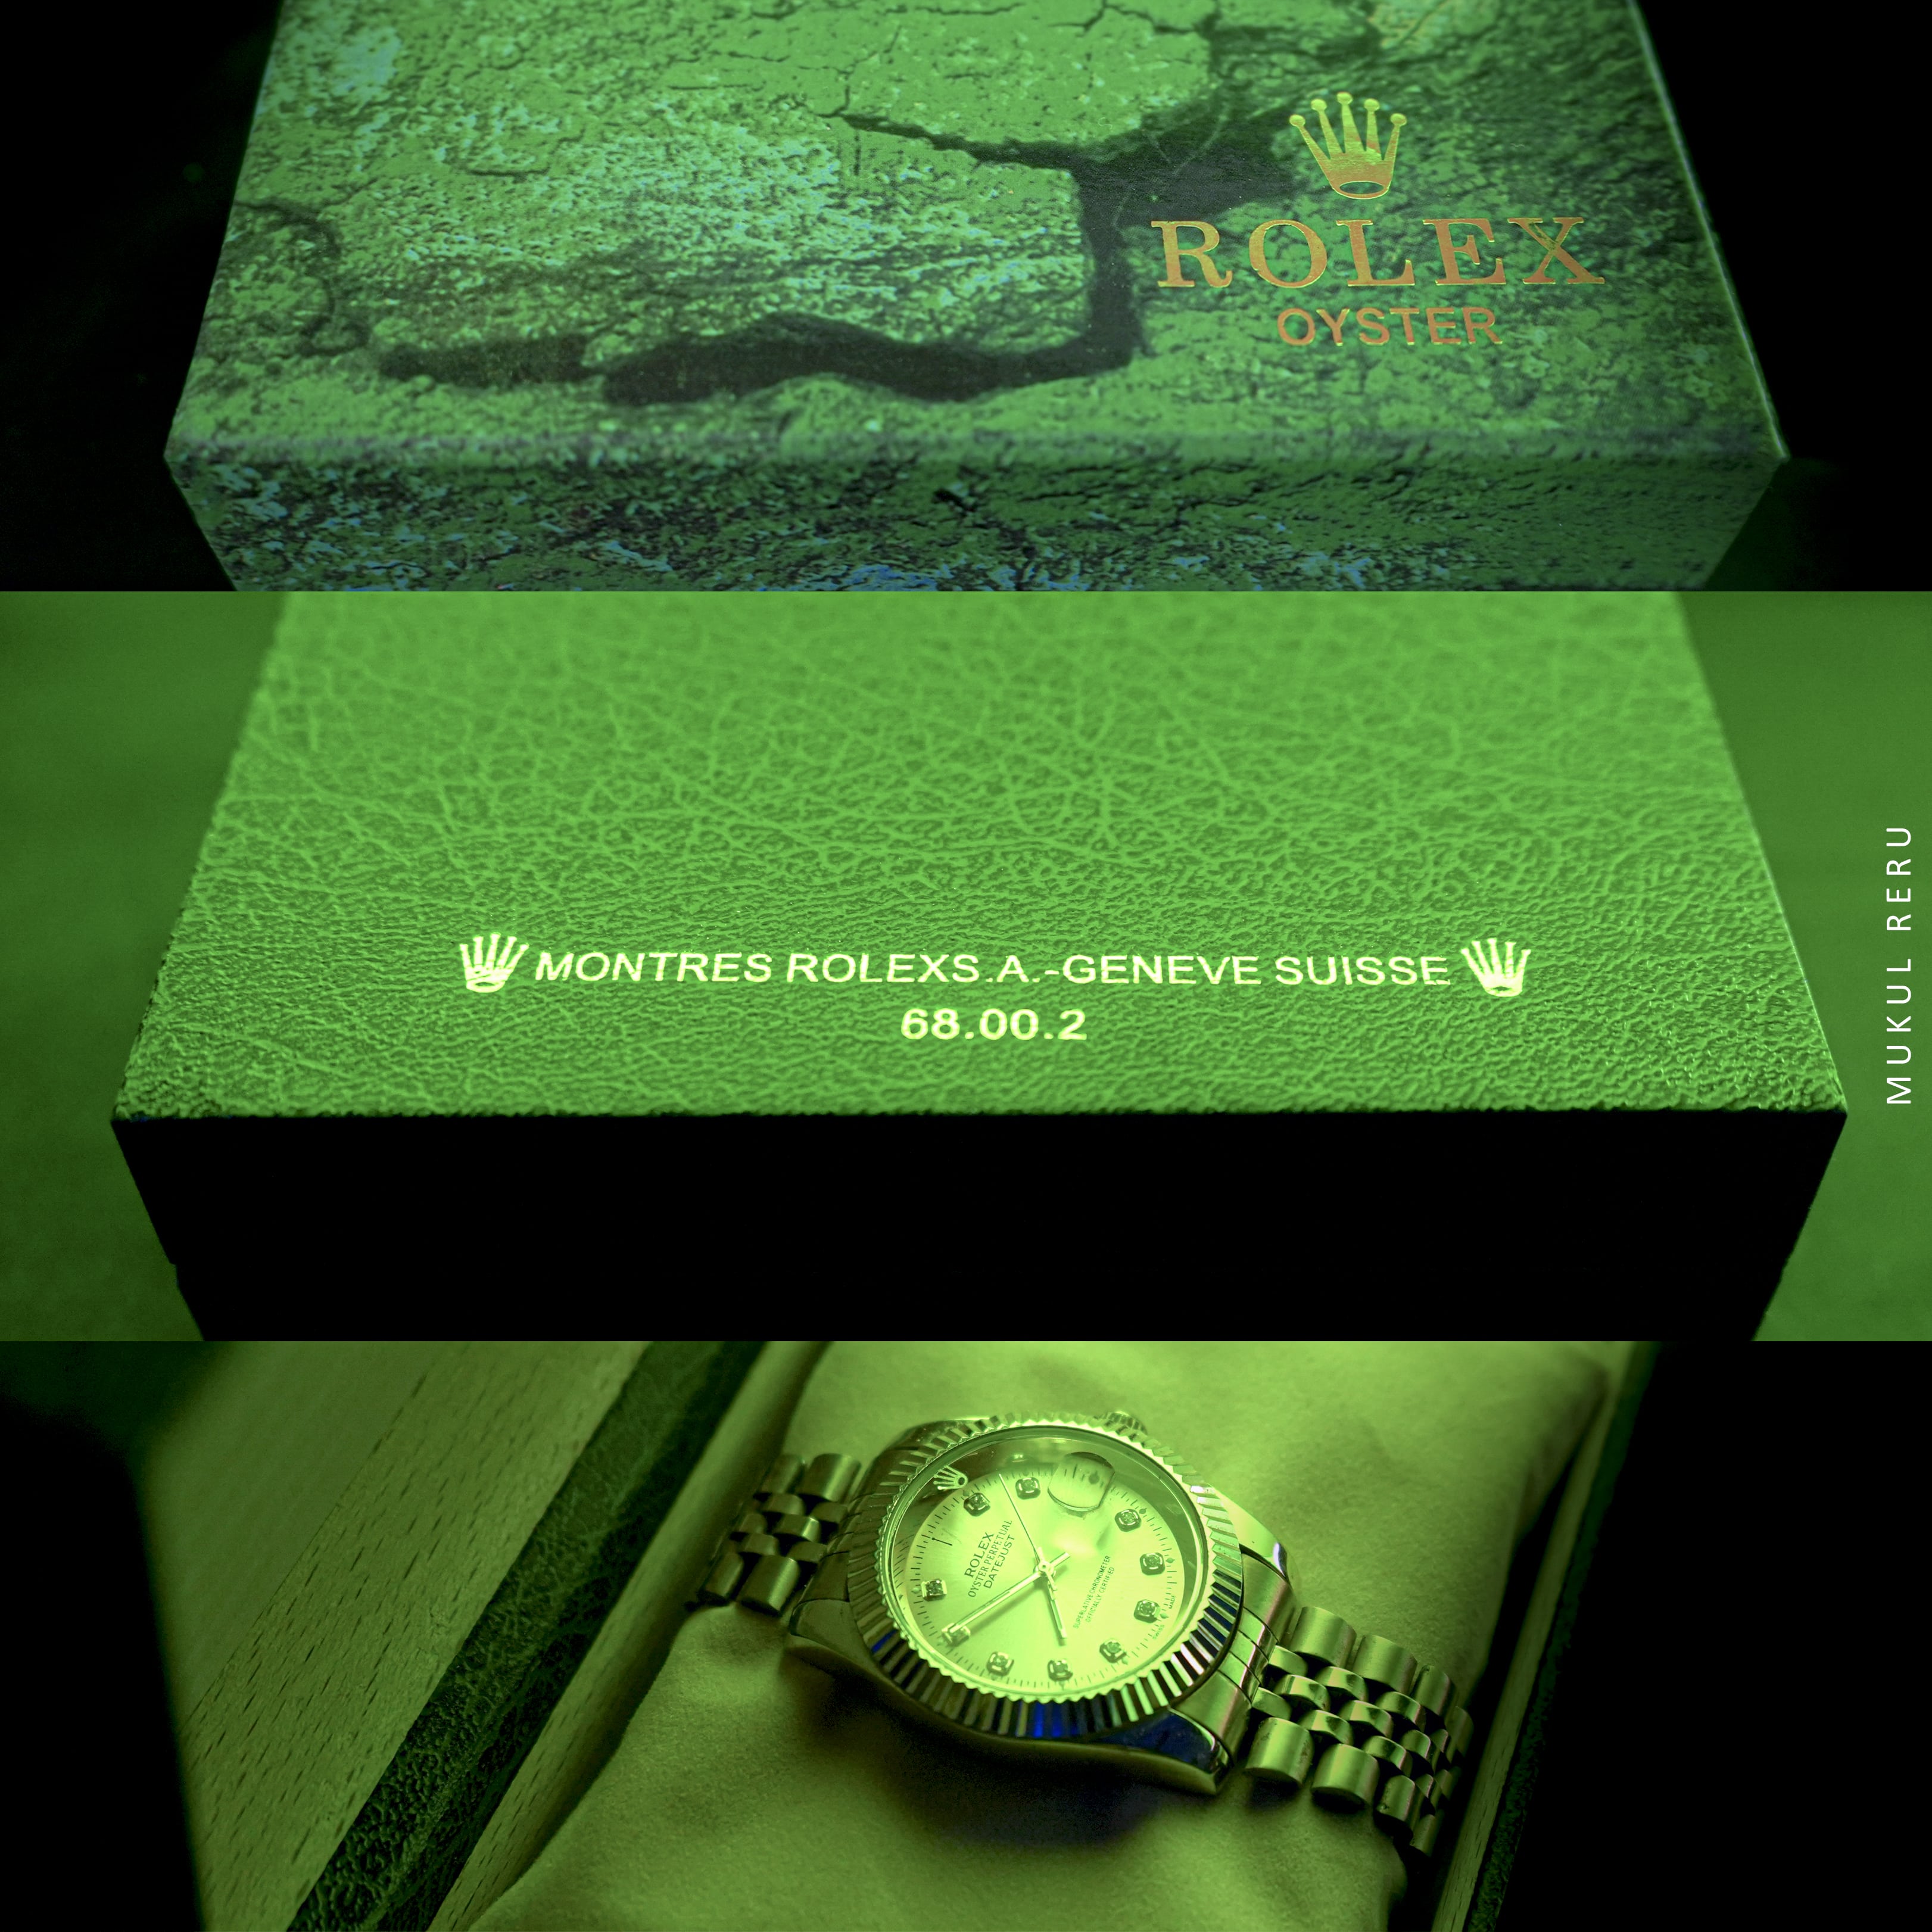 ROLEX
OYSTER
MONTRES ROLEXS.A.-GENEVE SUISSE
68.00.2
MUKUL RERU
ROLEX
OYSTER PERPETUAL
DATEJUST
SUPERLATIVE CHRONOMETER
OFFICIALLY CERTIFIED